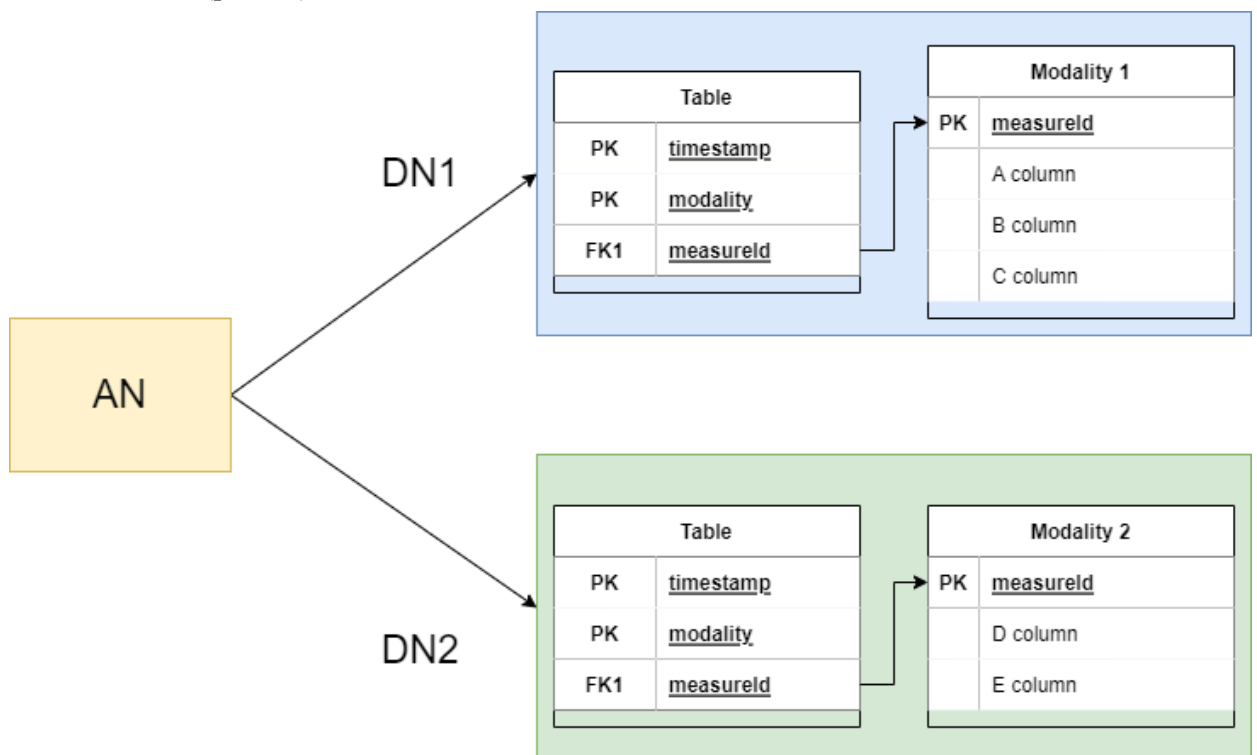 Table
PK timestamp
PK modality
FK1 measureId
Modality 1
PK measureId
A column
B column
C column
DN1
AN
DN2
Table
PK timestamp
PK modality
FK1 measureId
Modality 2
PK measureId
D column
E column